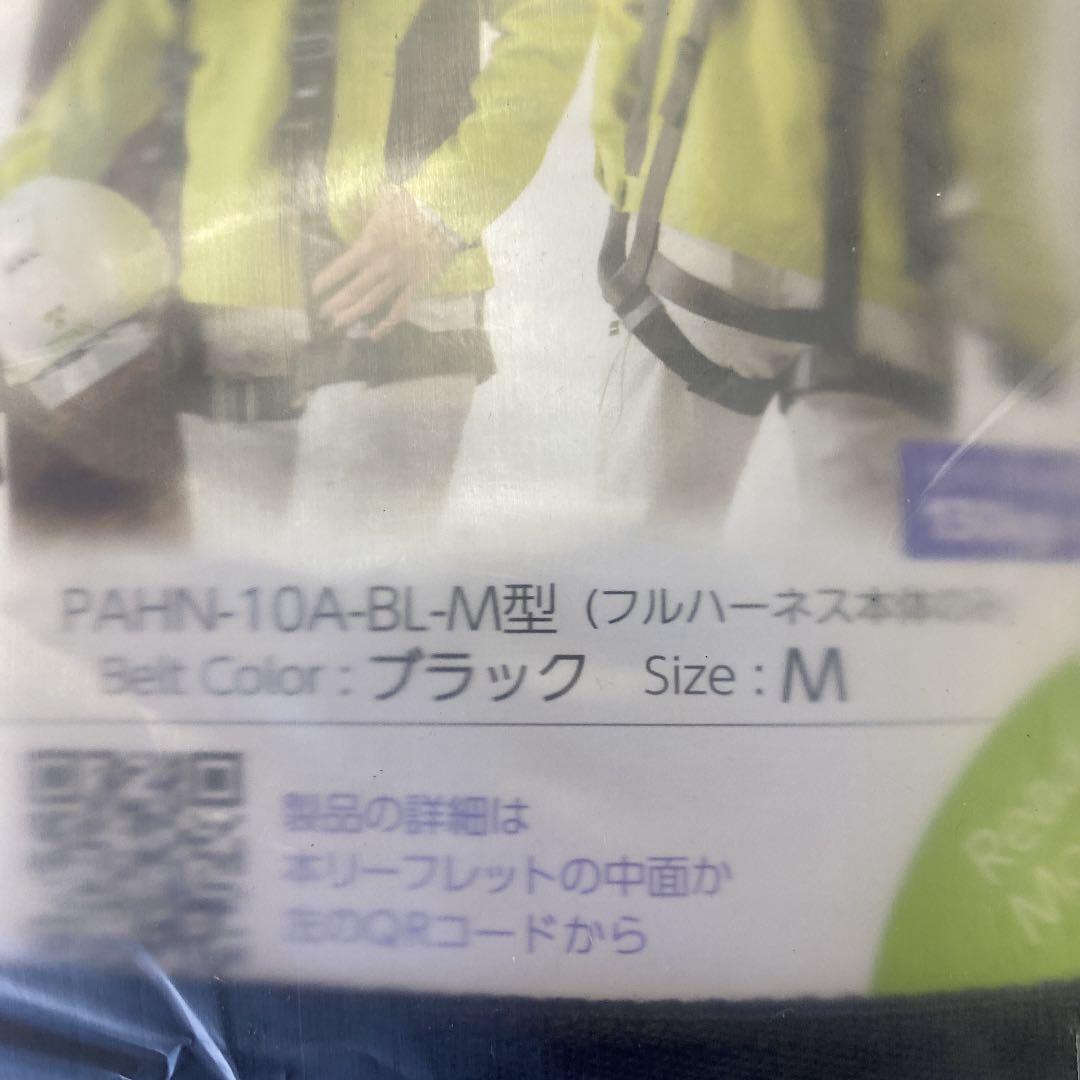 130kg
PAHN-10A-BL-M型 (フルハーネス本体のみ)
Belt Color : ブラック Size : M
製品の詳細は
本リーフレットの中面か
左のQRコードから